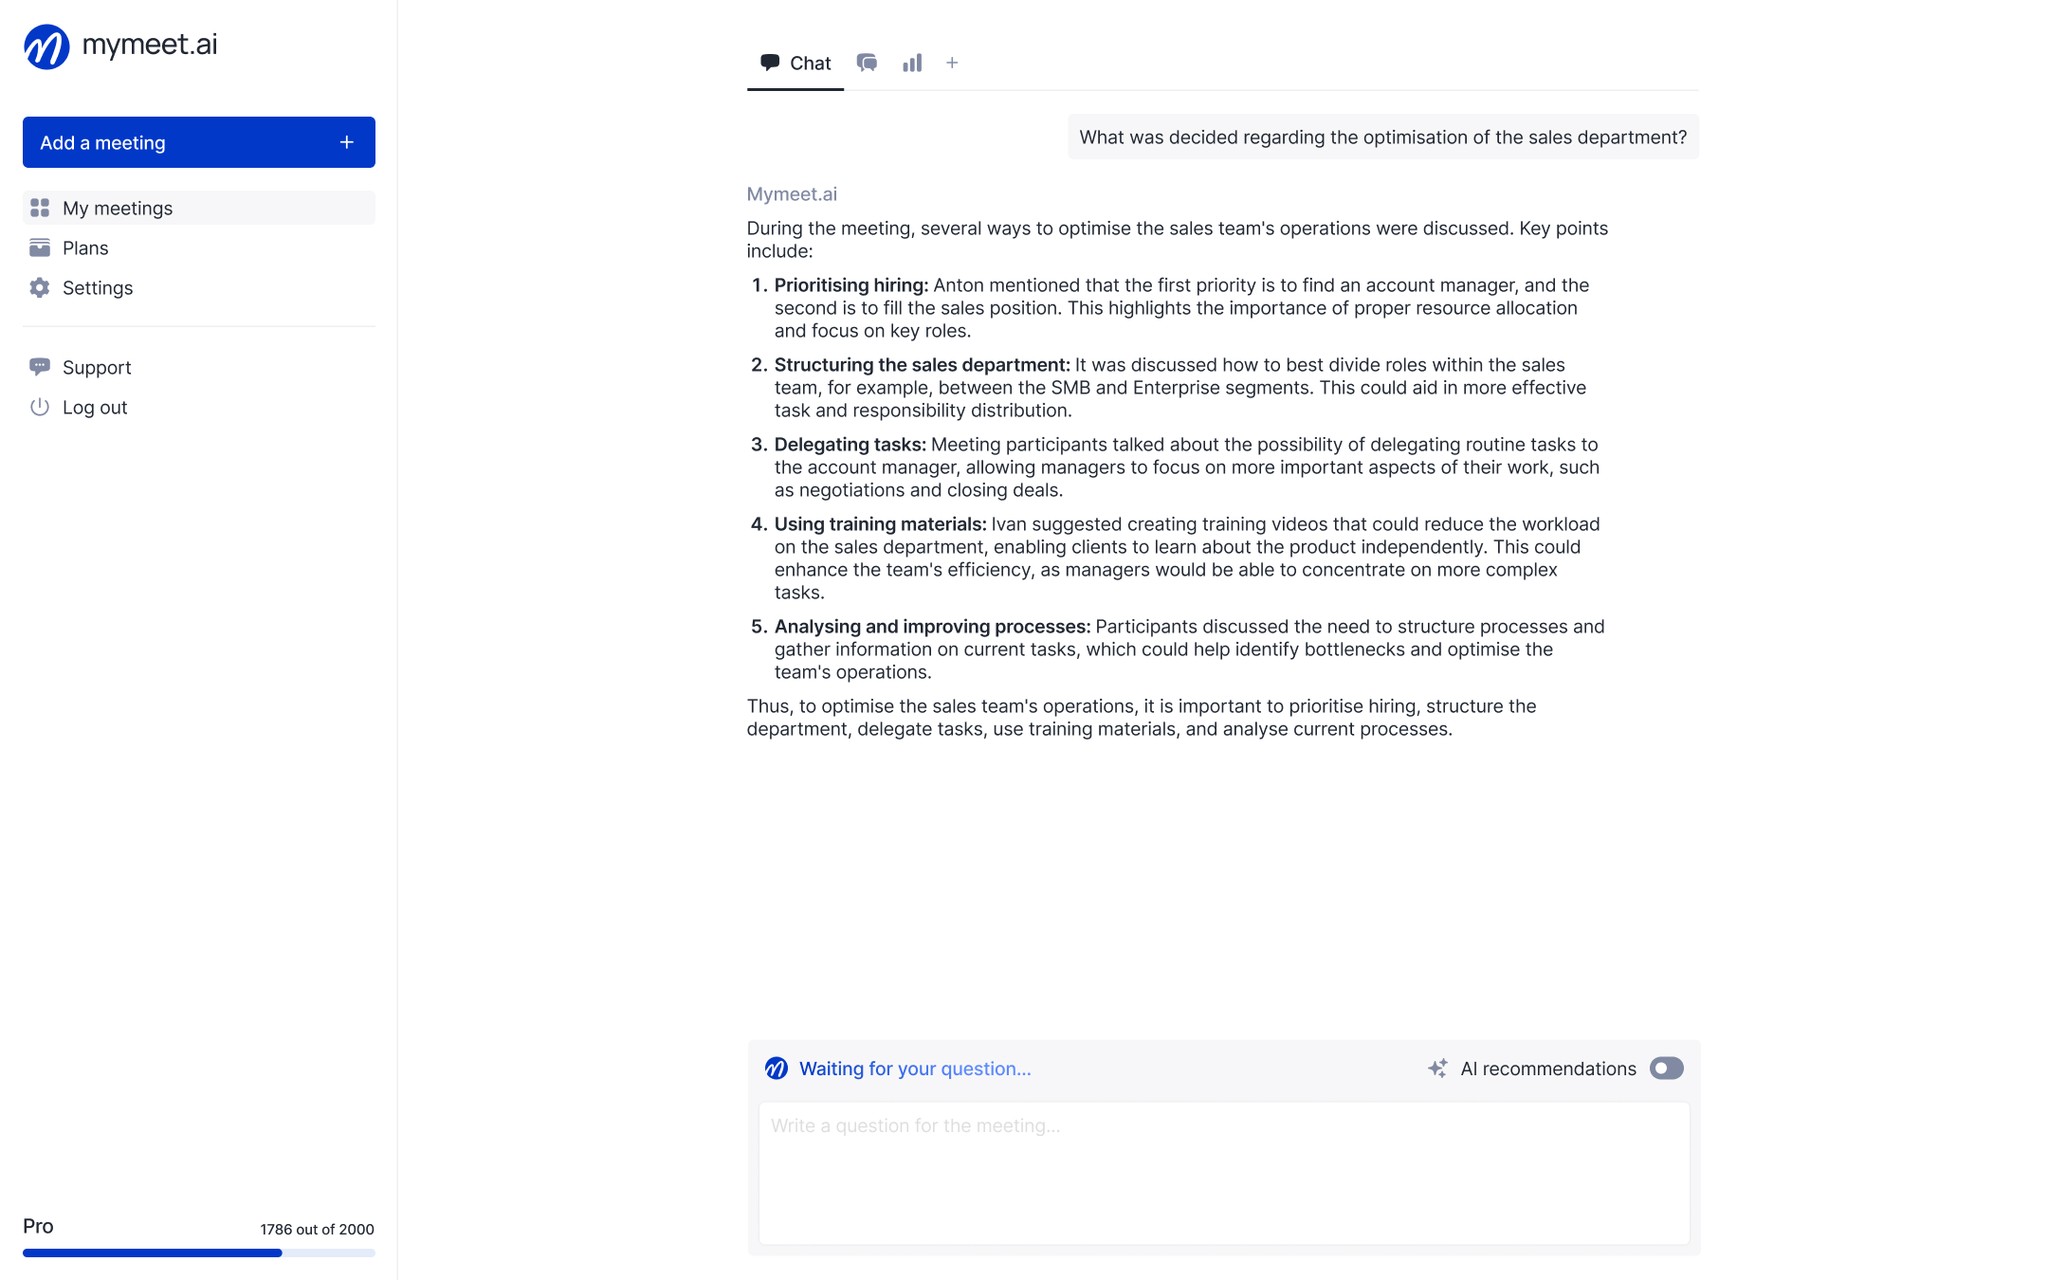 mymeet.ai
Add a meeting +
My meetings
Plans
Settings
Support
Log out
Pro
1786 out of 2000
Chat
+
What was decided regarding the optimisation of the sales department?
Mymeet.ai
During the meeting, several ways to optimise the sales team's operations were discussed. Key points
include:
1. Prioritising hiring: Anton mentioned that the first priority is to find an account manager, and the
second is to fill the sales position. This highlights the importance of proper resource allocation
and focus on key roles.
2. Structuring the sales department: It was discussed how to best divide roles within the sales
team, for example, between the SMB and Enterprise segments. This could aid in more effective
task and responsibility distribution.
3. Delegating tasks: Meeting participants talked about the possibility of delegating routine tasks to
the account manager, allowing managers to focus on more important aspects of their work, such
as negotiations and closing deals.
4. Using training materials: Ivan suggested creating training videos that could reduce the workload
on the sales department, enabling clients to learn about the product independently. This could
enhance the team's efficiency, as managers would be able to concentrate on more complex
tasks.
5. Analysing and improving processes: Participants discussed the need to structure processes and
gather information on current tasks, which could help identify bottlenecks and optimise the
team's operations.
Thus, to optimise the sales team's operations, it is important to prioritise hiring, structure the
department, delegate tasks, use training materials, and analyse current processes.
Waiting for your question...
AI recommendations
Write a question for the meeting...